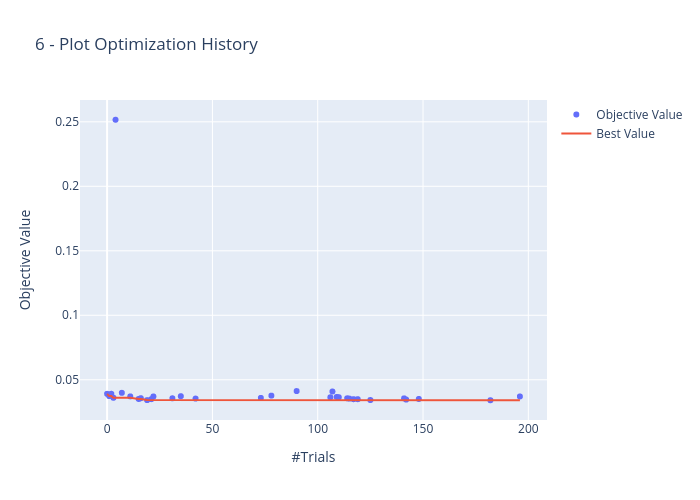 6 - Plot Optimization History
Objective Value
Best Value
0.25
0.2
0.15
0.1
0.05
Objective Value
0
50
100
150
200
#Trials